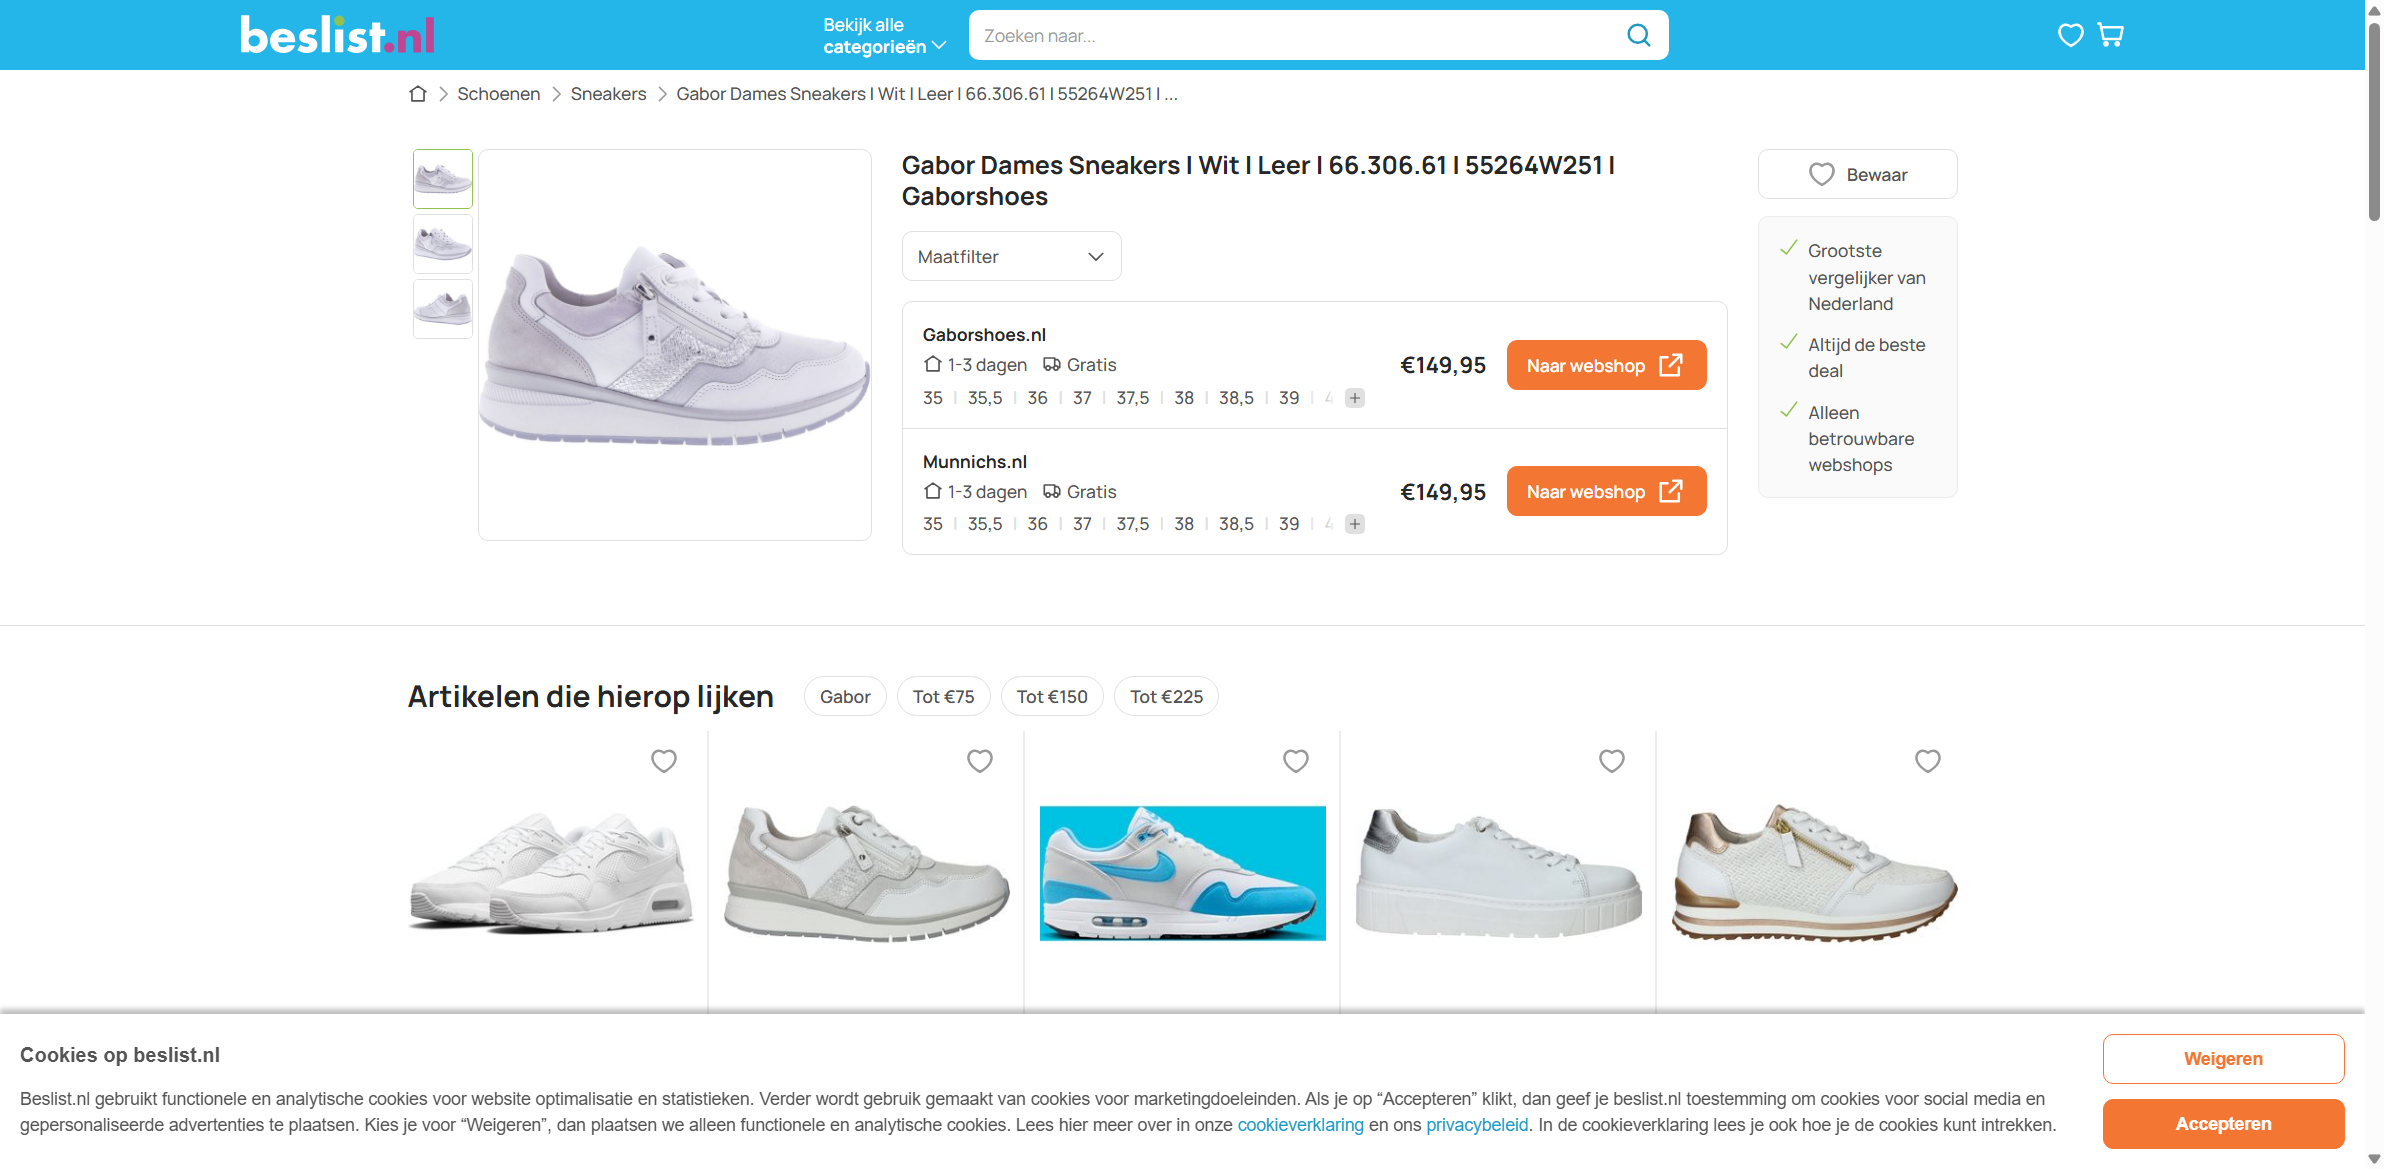 beslist.nl
Bekijk alle
categorieën
Zoeken naar...
Schoenen
Sneakers
Gabor Dames Sneakers | Wit | Leer | 66.306.61 | 55264W251 | ...
Gabor Dames Sneakers | Wit | Leer | 66.306.61 | 55264W251 |
Gaborshoes
Maatfilter
Gaborshoes.nl
1-3 dagen Gratis
35 | 35,5 | 36 | 37 | 37,5 | 38 | 38,5 | 39 |
€149,95
Naar webshop
Munnichs.nl
1-3 dagen Gratis
35 | 35,5 | 36 | 37 | 37,5 | 38 | 38,5 | 39 |
€149,95
Naar webshop
Bewaar
Grootste
vergelijker van
Nederland
Altijd de beste
deal
Alleen
betrouwbare
webshops
Artikelen die hierop lijken
Gabor
Tot €75
Tot €150
Tot €225
Cookies op beslist.nl
Beslist.nl gebruikt functionele en analytische cookies voor website optimalisatie en statistieken. Verder wordt gebruik gemaakt van cookies voor marketingdoeleinden. Als je op “Accepteren” klikt, dan geef je beslist.nl toestemming om cookies voor social media en
gepersonaliseerde advertenties te plaatsen. Kies je voor “Weigeren”, dan plaatsen we alleen functionele en analytische cookies. Lees hier meer over in onze cookieverklaring en ons privacybeleid. In de cookieverklaring lees je ook hoe je de cookies kunt intrekken.
Weigeren
Accepteren